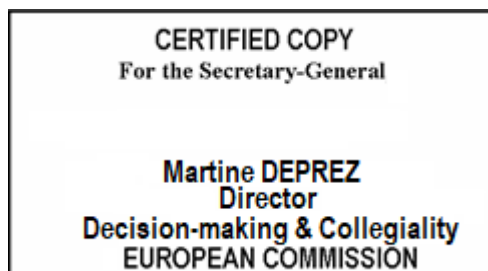 CERTIFIED COPY
For the Secretary-General
Martine DEPREZ
Director
Decision-making & Collegiality
EUROPEAN COMMISSION